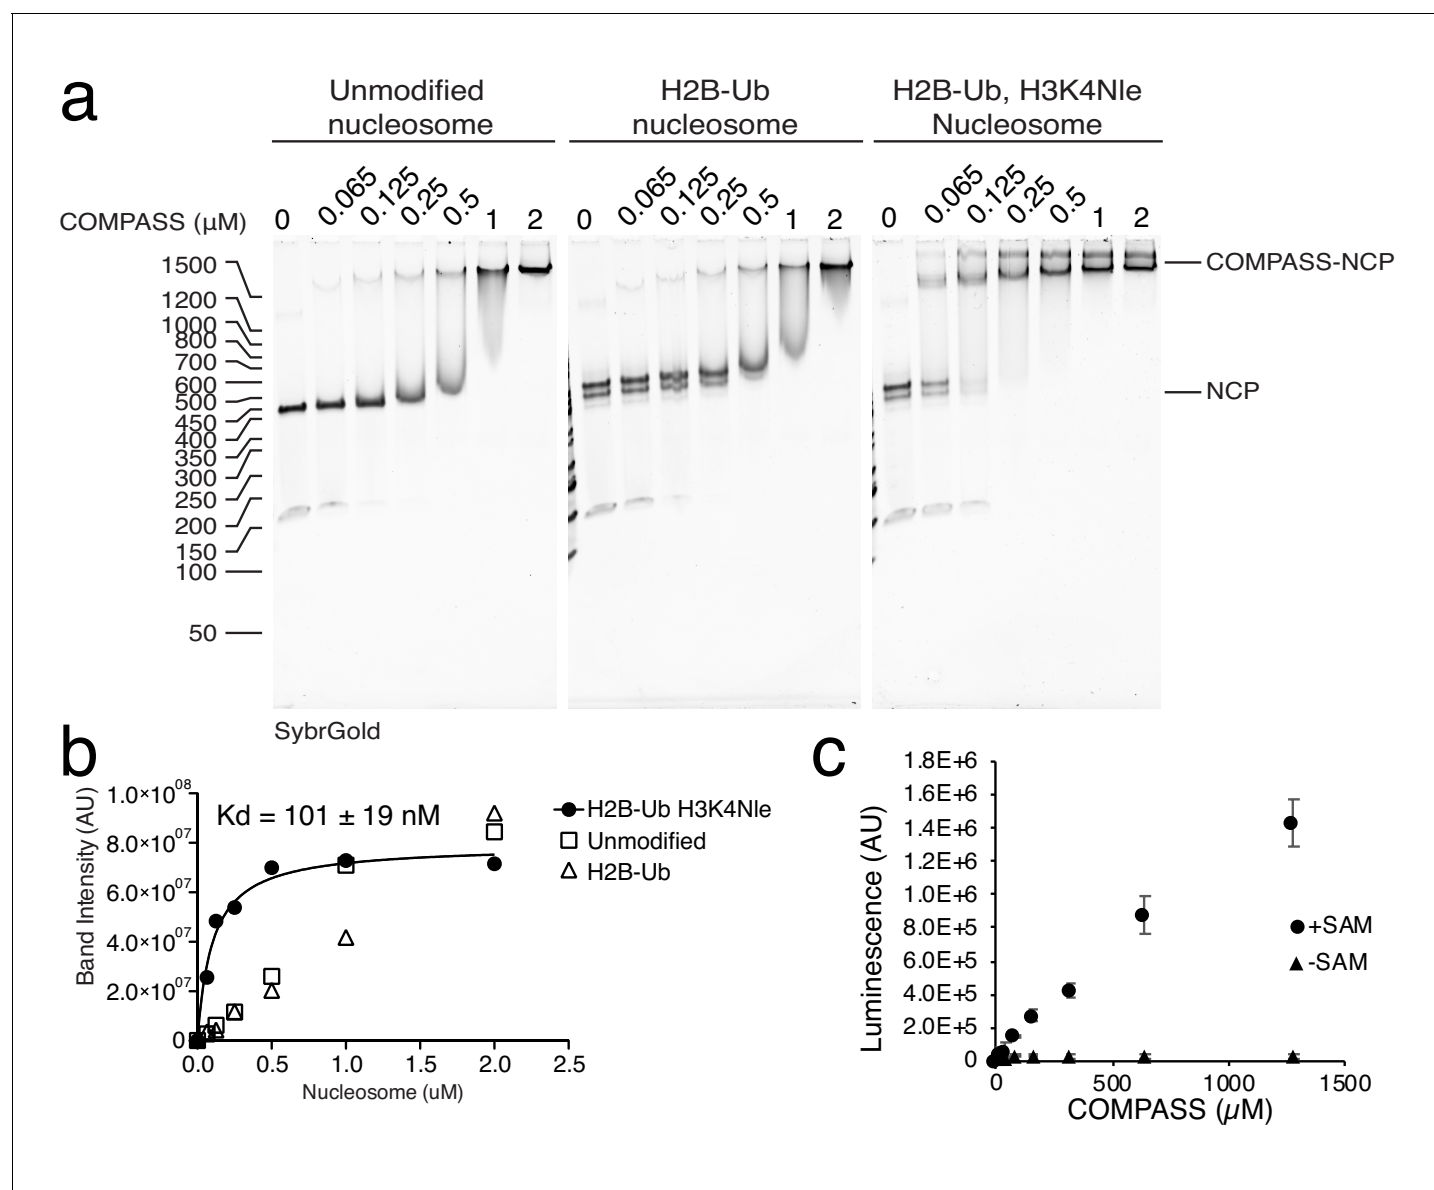 a
Unmodified
nucleosome
H2B-Ub
nucleosome
H2B-Ub, H3K4Nle
Nucleosome
COMPASS (μM) 0 0.065 0.125 0.25 0.5 1 2 0 0.065 0.125 0.25 0.5 1 2 0 0.065 0.125 0.25 0.5 1 2
1500
1200
1000
800
700
600
500
450
400
350
300
250
200
150
100
50
COMPASS-NCP
NCP
SybrGold
b
Kd = 101 ± 19 nM
Band Intensity (AU)
1.0×10⁰⁸
8.0×10⁰⁷
6.0×10⁰⁷
4.0×10⁰⁷
2.0×10⁰⁷
0
0.0 0.5 1.0 1.5 2.0 2.5
Nucleosome (uM)
H2B-Ub H3K4Nle
Unmodified
H2B-Ub
c
Luminescence (AU)
1.8E+6
1.6E+6
1.4E+6
1.2E+6
1.0E+6
8.0E+5
6.0E+5
4.0E+5
2.0E+5
0
0 500 1000 1500
COMPASS (μM)
+SAM
-SAM